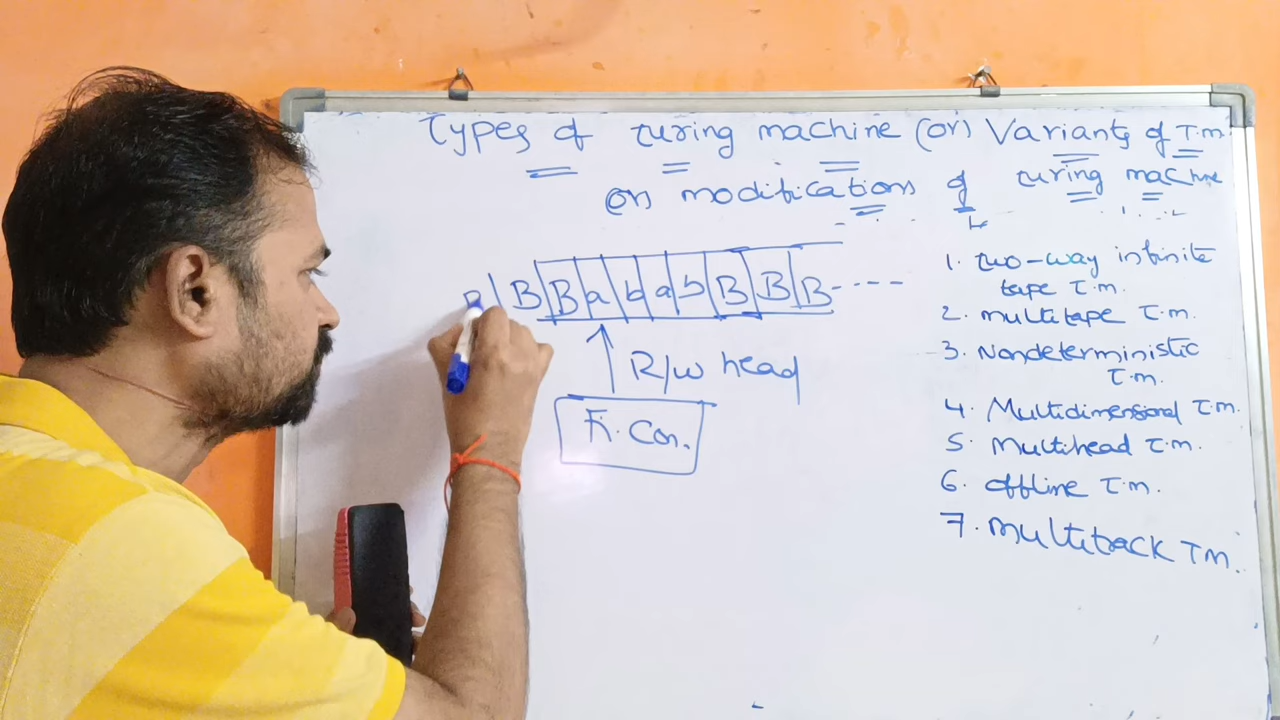 Types of Turing machine (or) Variants of T.m
(or) modifications of Turing machine
B B B a b a b B B B - - - -
R/w head
Fi. Con.
1. Two-way infinite
tape T.m.
2. multitape T.m.
3. Nondeterministic
T.m.
4. Multidimensional T.m.
5. Multihead T.m.
6. offline T.m.
7. multitrack T.m.